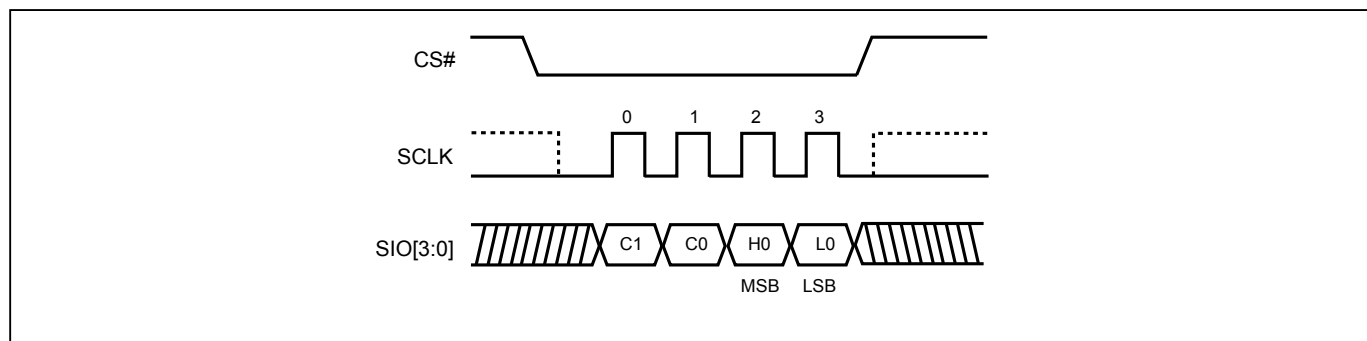 CS#
0 1 2 3
SCLK
SIO[3:0] C1 C0 H0 L0
MSB LSB